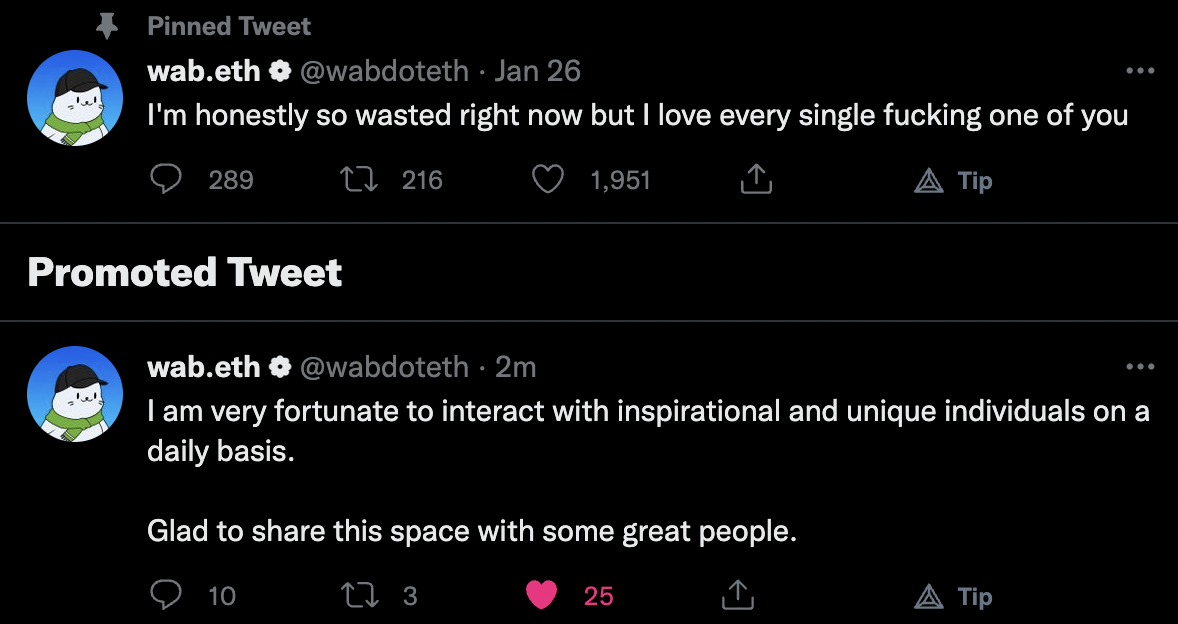 Pinned Tweet
wab.eth @wabdoteth · Jan 26
I'm honestly so wasted right now but I love every single fucking one of you
289 216 1,951 Tip
Promoted Tweet
wab.eth @wabdoteth · 2m
I am very fortunate to interact with inspirational and unique individuals on a
daily basis.
Glad to share this space with some great people.
10 3 25 Tip